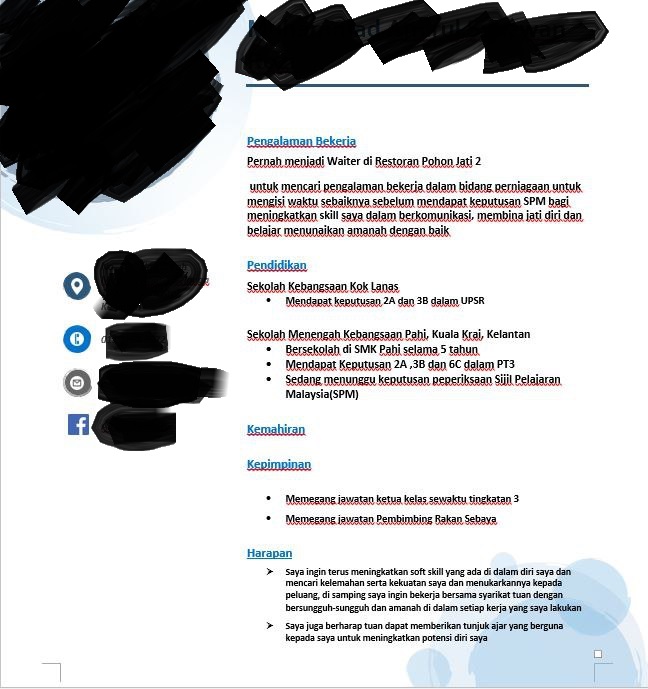 Pengalaman Bekerja
Pernah menjadi Waiter di Restoran Pohon Jati 2
untuk mencari pengalaman bekerja dalam bidang perniagaan untuk
mengisi waktu sebaiknya sebelum mendapat keputusan SPM bagi
meningkatkan skill saya dalam berkomunikasi, membina jati diri dan
belajar menunaikan amanah dengan baik
Pendidikan
Sekolah Kebangsaan Kok Lanas
• Mendapat keputusan 2A dan 3B dalam UPSR
Sekolah Menengah Kebangsaan Pahi, Kuala Krai, Kelantan
• Bersekolah di SMK Pahi selama 5 tahun
• Mendapat Keputusan 2A ,3B dan 6C dalam PT3
• Sedang menunggu keputusan peperiksaan Sijil Pelajaran
Malaysia(SPM)
Kemahiran
Kepimpinan
• Memegang jawatan ketua kelas sewaktu tingkatan 3
• Memegang jawatan Pembimbing Rakan Sebaya
Harapan
➢ Saya ingin terus meningkatkan soft skill yang ada di dalam diri saya dan
mencari kelemahan serta kekuatan saya dan menukarkannya kepada
peluang, di samping saya ingin bekerja bersama syarikat tuan dengan
bersungguh-sungguh dan amanah di dalam setiap kerja yang saya lakukan
➢ Saya juga berharap tuan dapat memberikan tunjuk ajar yang berguna
kepada saya untuk meningkatkan potensi diri saya